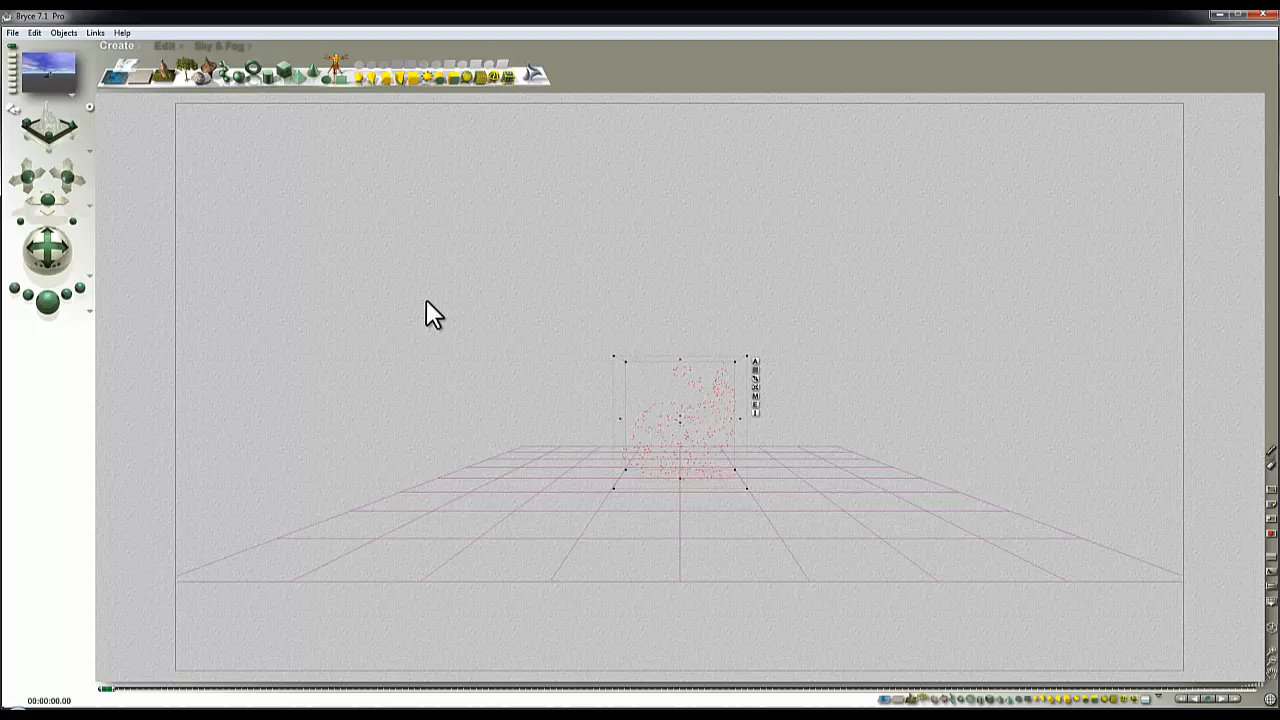 Bryce 7.1 Pro
File Edit Objects Links Help
Create Edit Sky & Fog
A
M
E
00:00:00.00